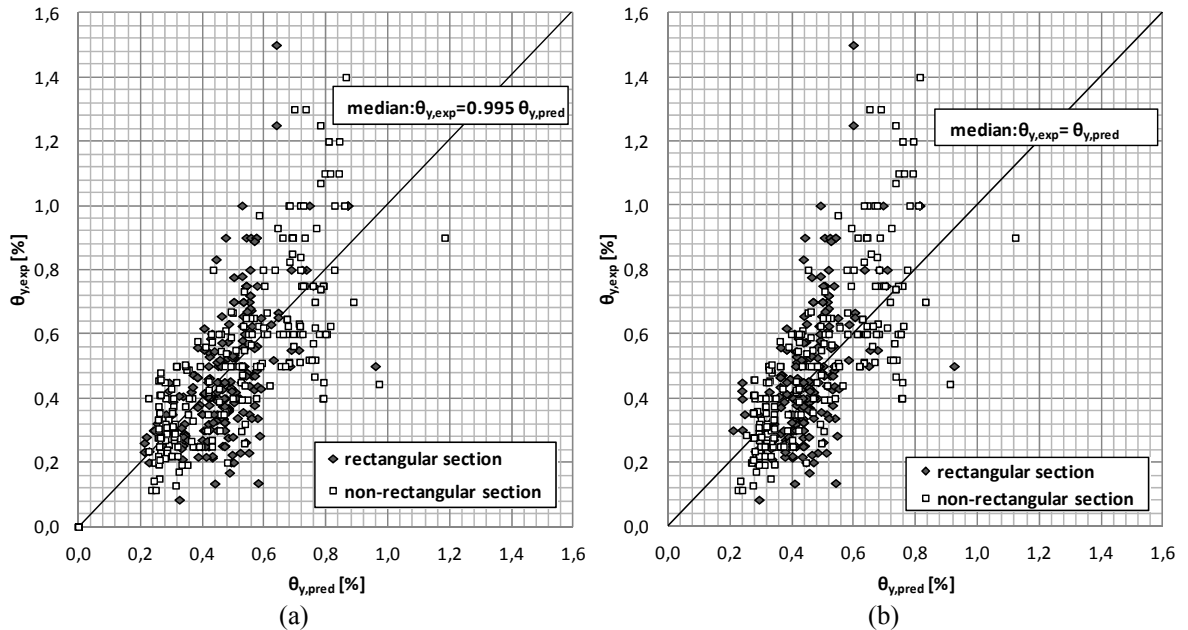 1,6
1,4
1,2
1,0
0,8
0,6
0,4
0,2
0,0
θy,exp [%]
median:θy,exp=0.995 θy,pred
rectangular section
non-rectangular section
0,0 0,2 0,4 0,6 0,8 1,0 1,2 1,4 1,6
θy,pred [%]
(a)
1,6
1,4
1,2
1,0
0,8
0,6
0,4
0,2
0,0
θy,exp [%]
median:θy,exp= θy,pred
rectangular section
non-rectangular section
0,0 0,2 0,4 0,6 0,8 1,0 1,2 1,4 1,6
θy,pred [%]
(b)